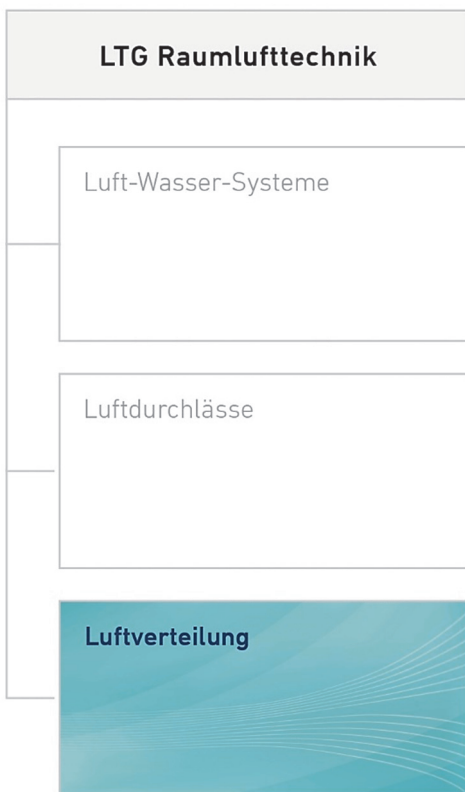 LTG Raumlufttechnik
Luft-Wasser-Systeme
Luftdurchlässe
Luftverteilung